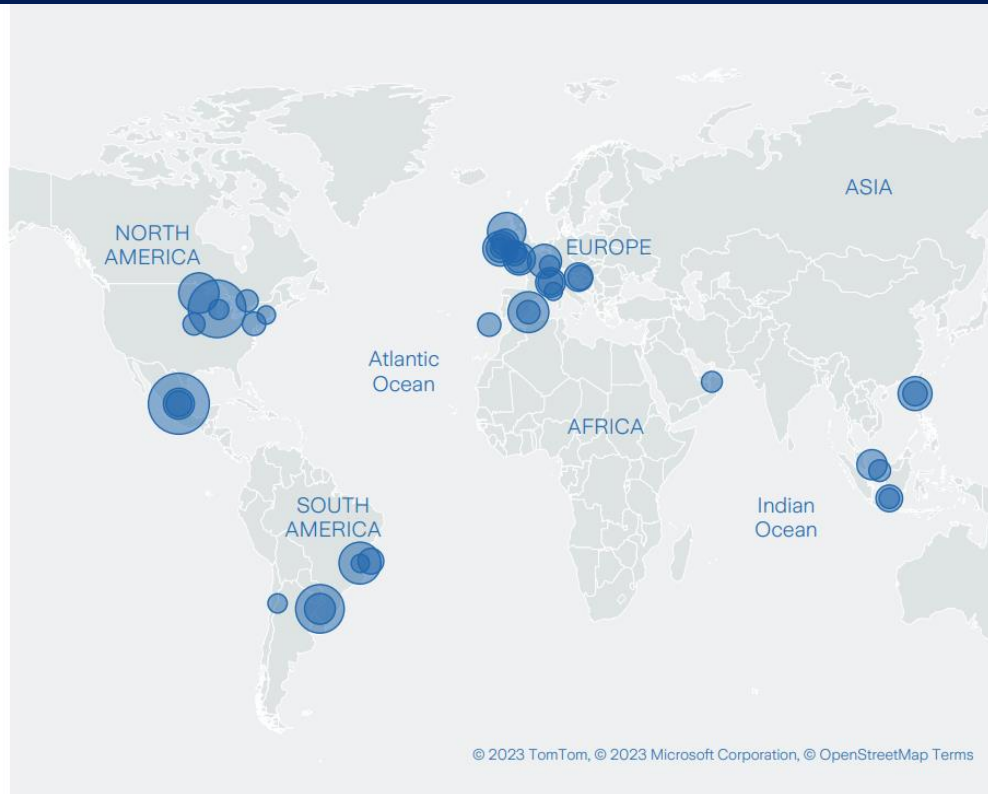 ASIA
NORTH
AMERICA
EUROPE
Atlantic
Ocean
AFRICA
SOUTH
AMERICA
Indian
Ocean
© 2023 TomTom, © 2023 Microsoft Corporation, © OpenStreetMap Terms